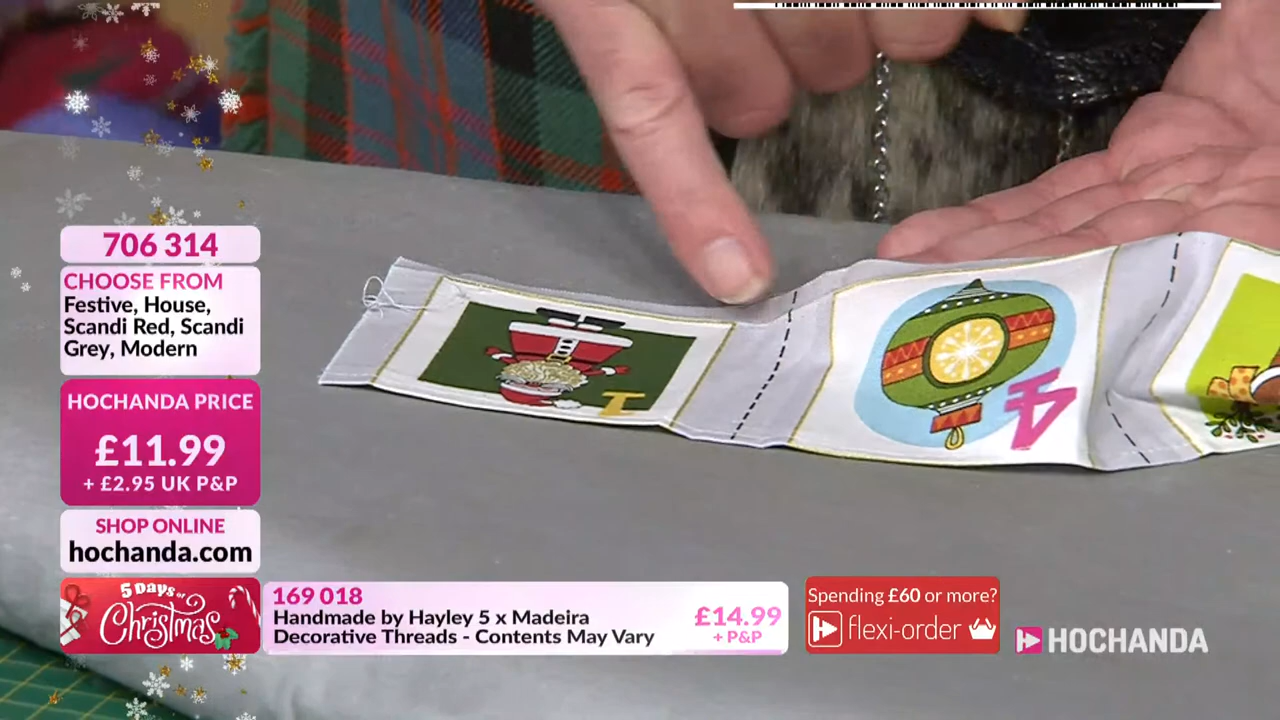 706 314
CHOOSE FROM
Festive, House,
Scandi Red, Scandi
Grey, Modern
HOCHANDA PRICE
£11.99
+ £2.95 UK P&P
SHOP ONLINE
hochanda.com
5 Days of
Christmas
169 018
Handmade by Hayley 5 x Madeira
Decorative Threads - Contents May Vary
£14.99
+ P&P
Spending £60 or more?
flexi-order
HOCHANDA
1
4